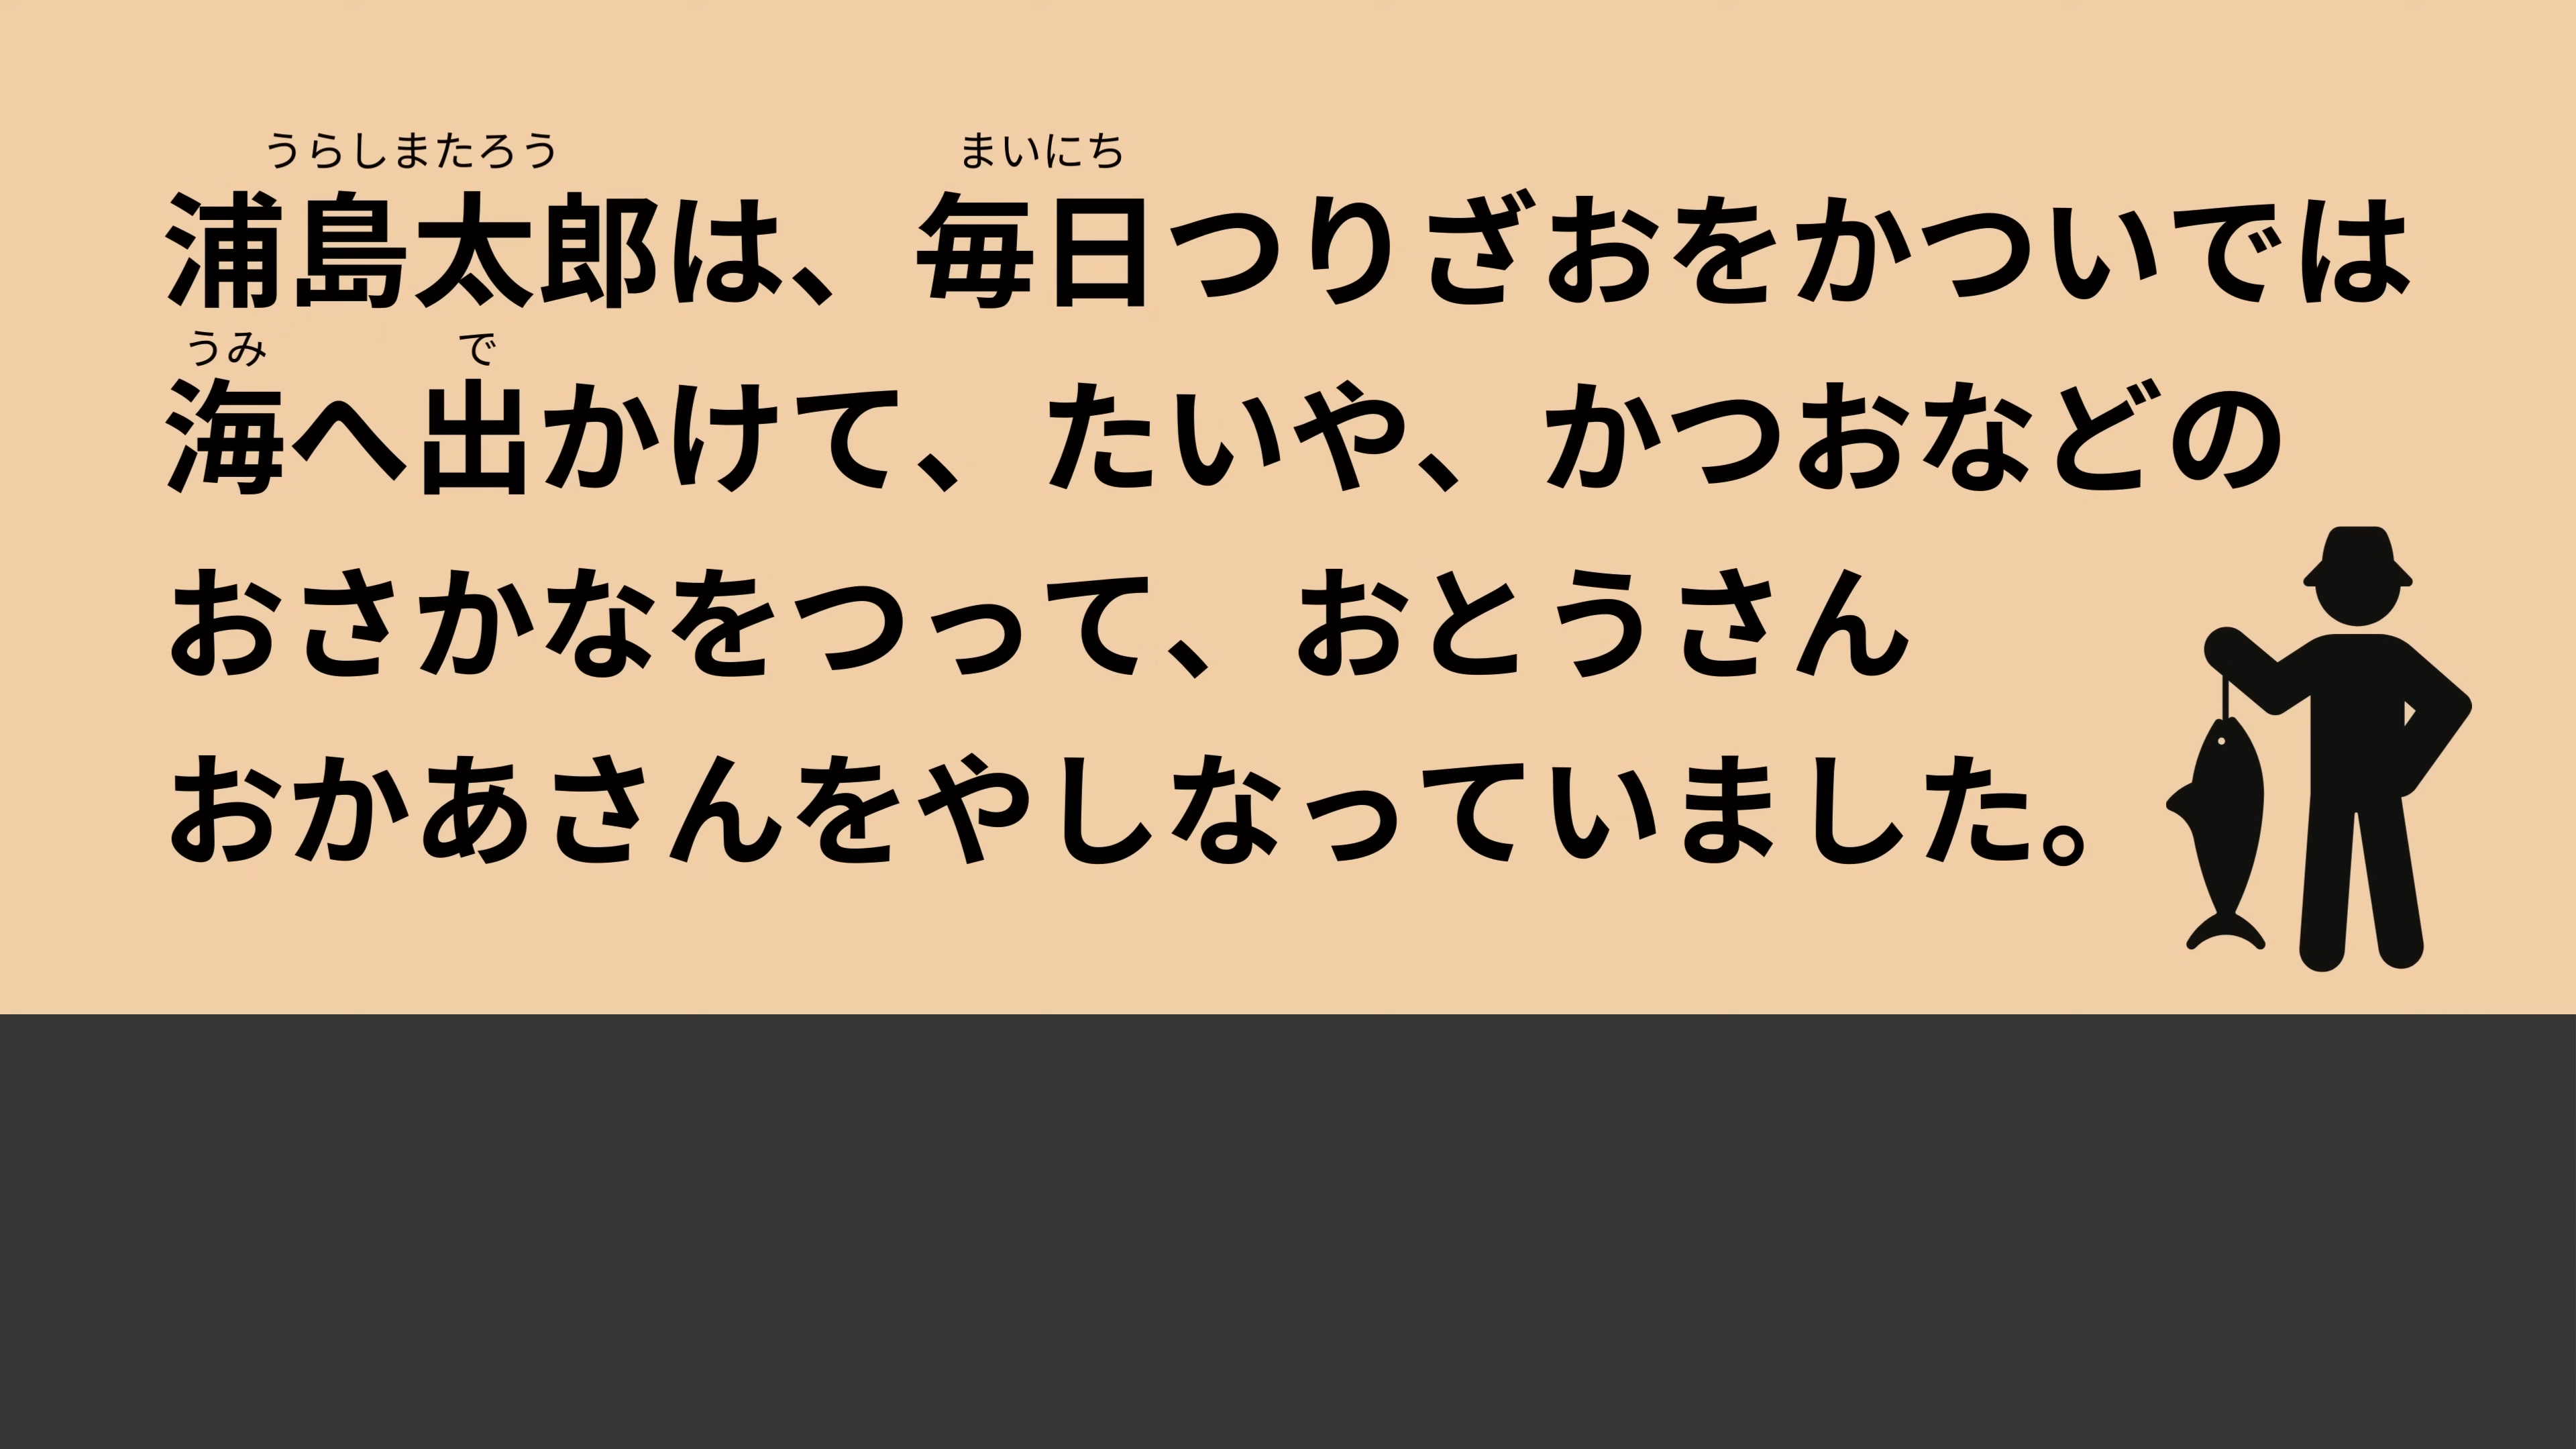 うらしまたろう まいにち
浦島太郎は、毎日つりざおをかついでは
うみ で
海へ出かけて、たいや、かつおなどの
おさかなをつって、おとうさん
おかあさんをやしなっていました。